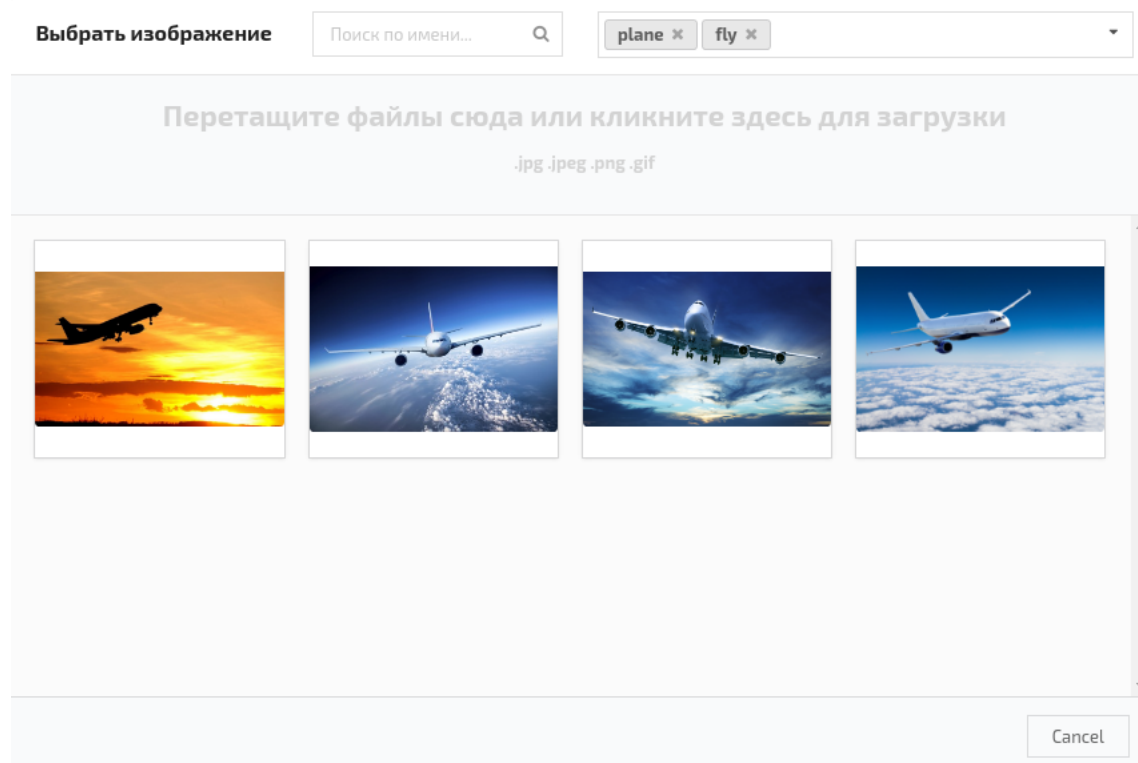 Выбрать изображение
Поиск по имени...
plane
fly
Перетащите файлы сюда или кликните здесь для загрузки
.jpg .jpeg .png .gif
Cancel